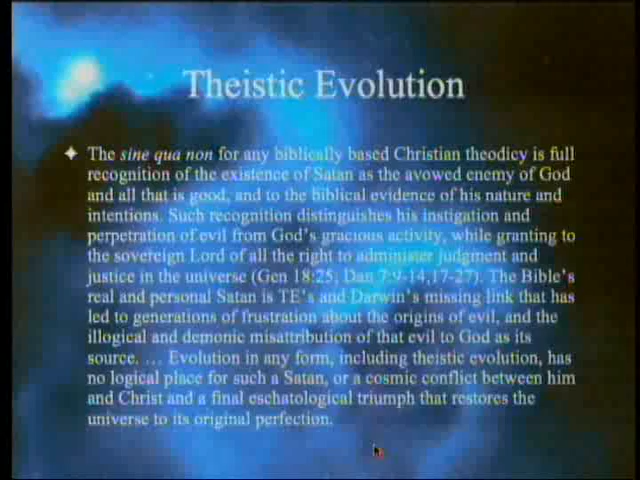 Theistic Evolution
✦ The sine qua non for any biblically based Christian theodicy is full
recognition of the existence of Satan as the avowed enemy of God
and all that is good, and to the biblical evidence of his nature and
intentions. Such recognition distinguishes his instigation and
perpetration of evil from God's gracious activity, while granting to
the sovereign Lord of all the right to administer judgment and
justice in the universe (Gen 18:25; Dan 7:9-14,17-27). The Bible's
real and personal Satan is TE's and Darwin's missing link that has
led to generations of frustration about the origins of evil, and the
illogical and demonic misattribution of that evil to God as its
source. … Evolution in any form, including theistic evolution, has
no logical place for such a Satan, or a cosmic conflict between him
and Christ and a final eschatological triumph that restores the
universe to its original perfection.